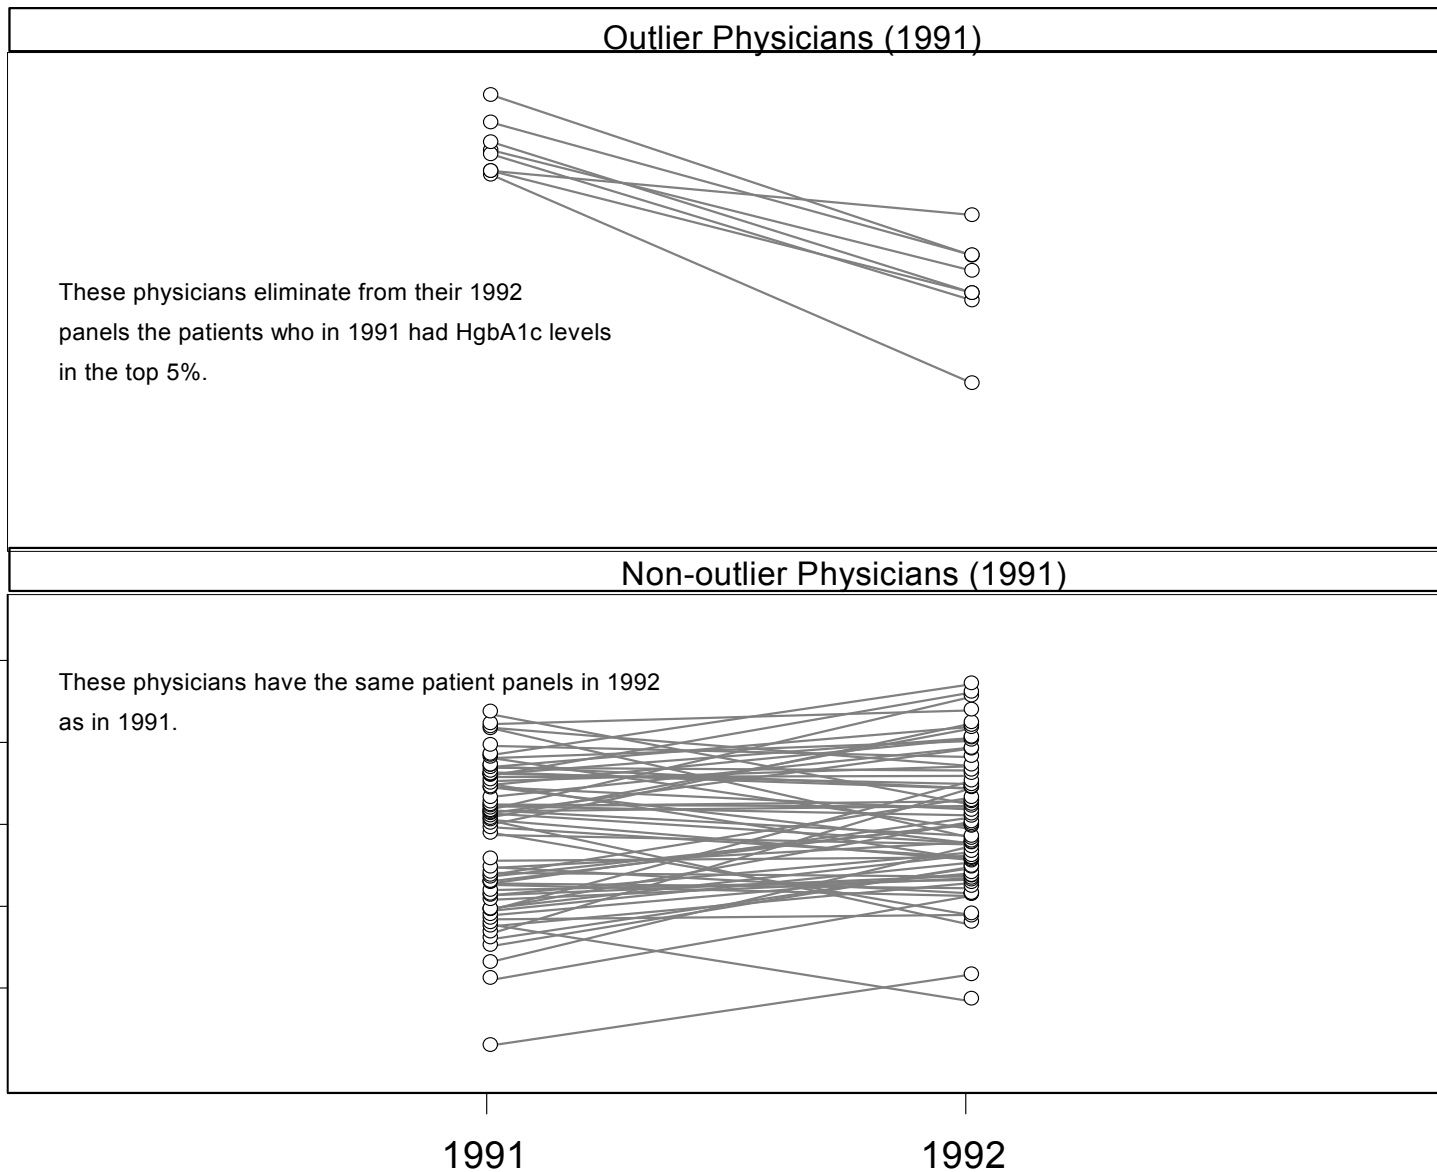 Outlier Physicians (1991)
These physicians eliminate from their 1992
panels the patients who in 1991 had HgbA1c levels
in the top 5%.
Non-outlier Physicians (1991)
These physicians have the same patient panels in 1992
as in 1991.
1991 1992